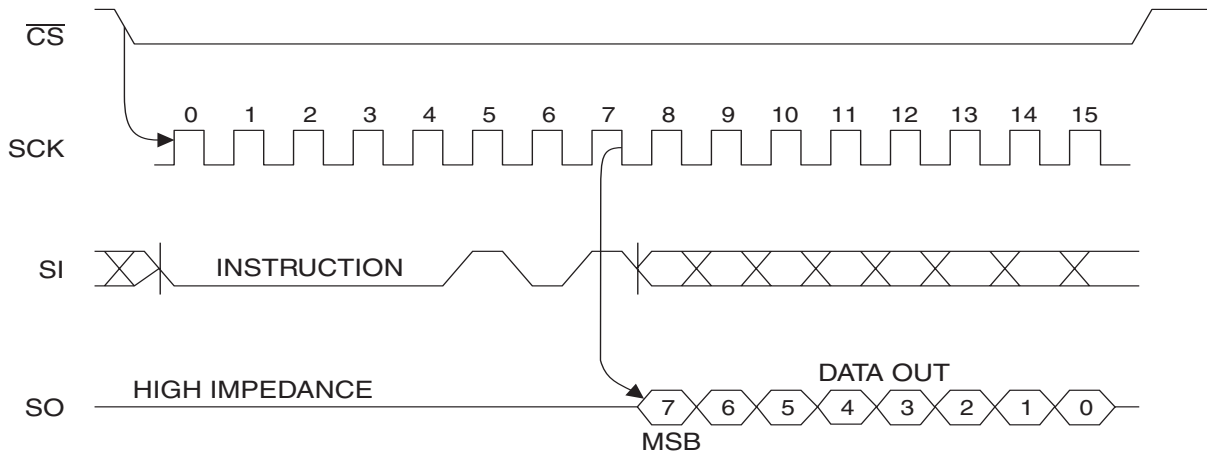 CS
0 1 2 3 4 5 6 7 8 9 10 11 12 13 14 15
SCK
SI
INSTRUCTION
HIGH IMPEDANCE
DATA OUT
SO
7 6 5 4 3 2 1 0
MSB